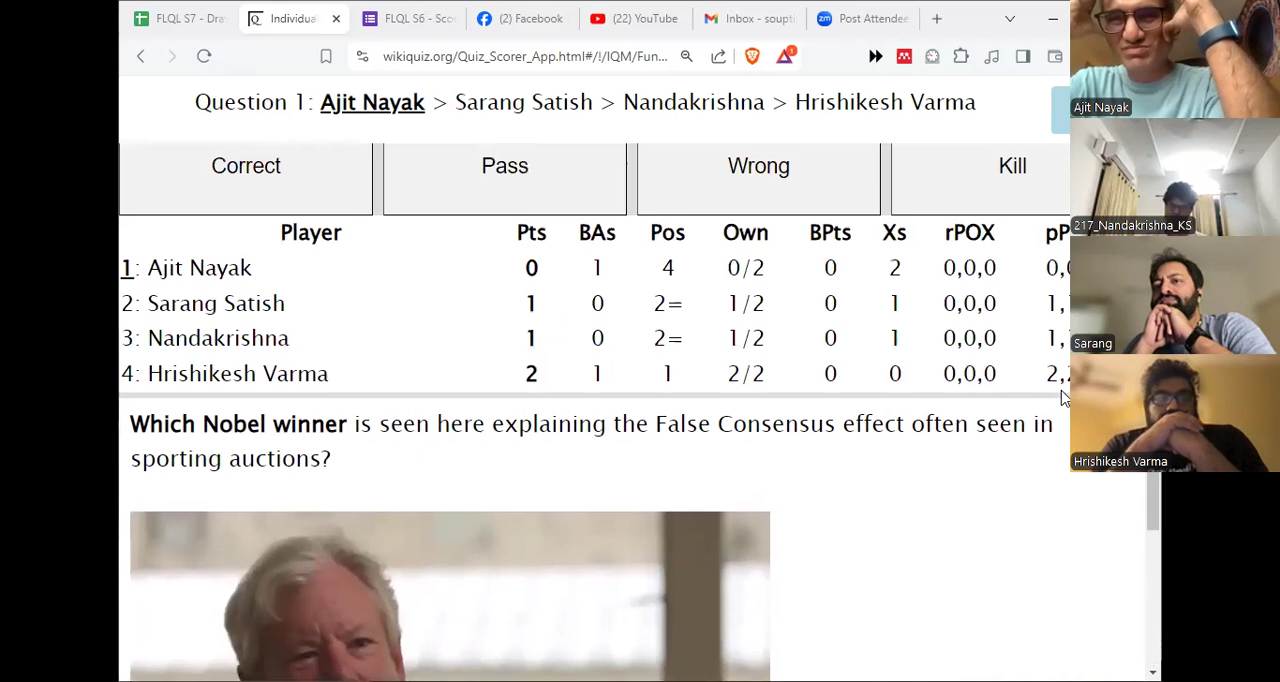 FLQL S7 - Dra
Individua
FLQL S6 - Sco
(2) Facebook
(22) YouTube
Inbox - soupti
Post Attendee
wikiquiz.org/Quiz_Scorer_App.html#/!/IQM/Fun...
Question 1: Ajit Nayak > Sarang Satish > Nandakrishna > Hrishikesh Varma
Correct Pass Wrong Kill
Player Pts BAs Pos Own BPts Xs rPOX pP
1: Ajit Nayak 0 1 4 0/2 0 2 0,0,0 0,
2: Sarang Satish 1 0 2= 1/2 0 1 0,0,0 1,
3: Nandakrishna 1 0 2= 1/2 0 1 0,0,0 1,
4: Hrishikesh Varma 2 1 1 2/2 0 0 0,0,0 2,
Which Nobel winner is seen here explaining the False Consensus effect often seen in
sporting auctions?
Ajit Nayak
217_Nandakrishna_KS
Sarang
Hrishikesh Varma